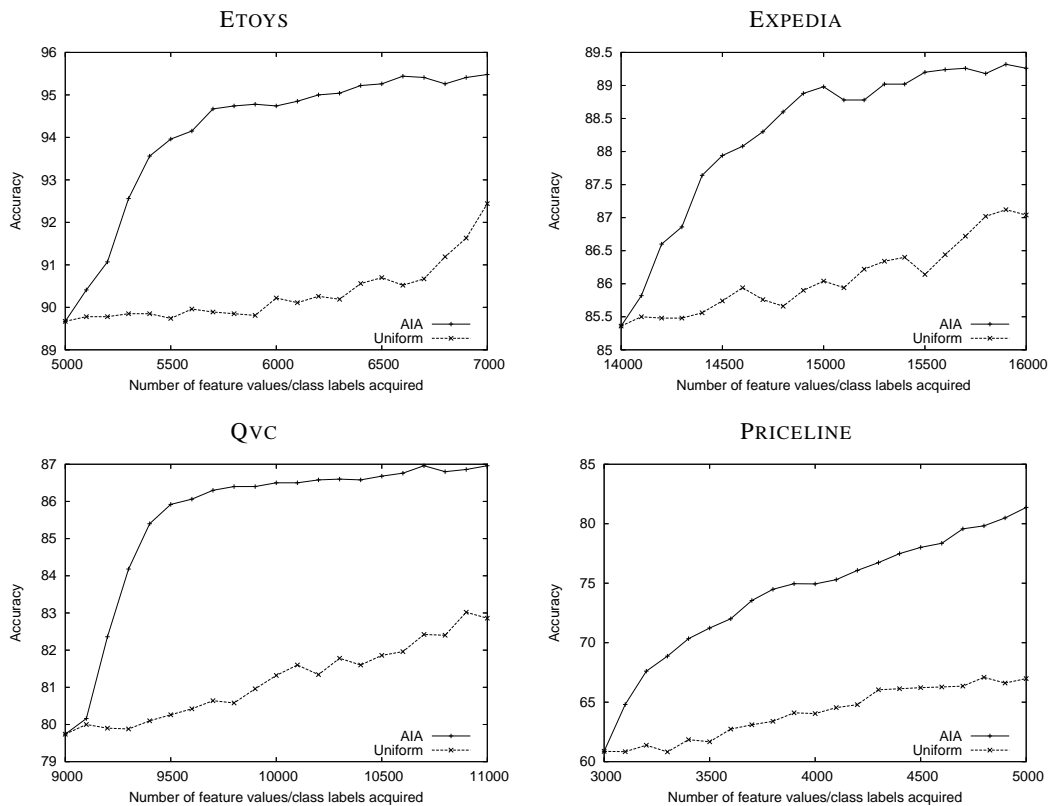 ETOYS
96
95
94
93
92
91
90
89
Accuracy
AIA
Uniform
5000 5500 6000 6500 7000
Number of feature values/class labels acquired
EXPEDIA
89.5
89
88.5
88
87.5
87
86.5
86
85.5
85
Accuracy
AIA
Uniform
14000 14500 15000 15500 16000
Number of feature values/class labels acquired
QVC
87
86
85
84
83
82
81
80
79
Accuracy
AIA
Uniform
9000 9500 10000 10500 11000
Number of feature values/class labels acquired
PRICELINE
85
80
75
70
65
60
Accuracy
AIA
Uniform
3000 3500 4000 4500 5000
Number of feature values/class labels acquired